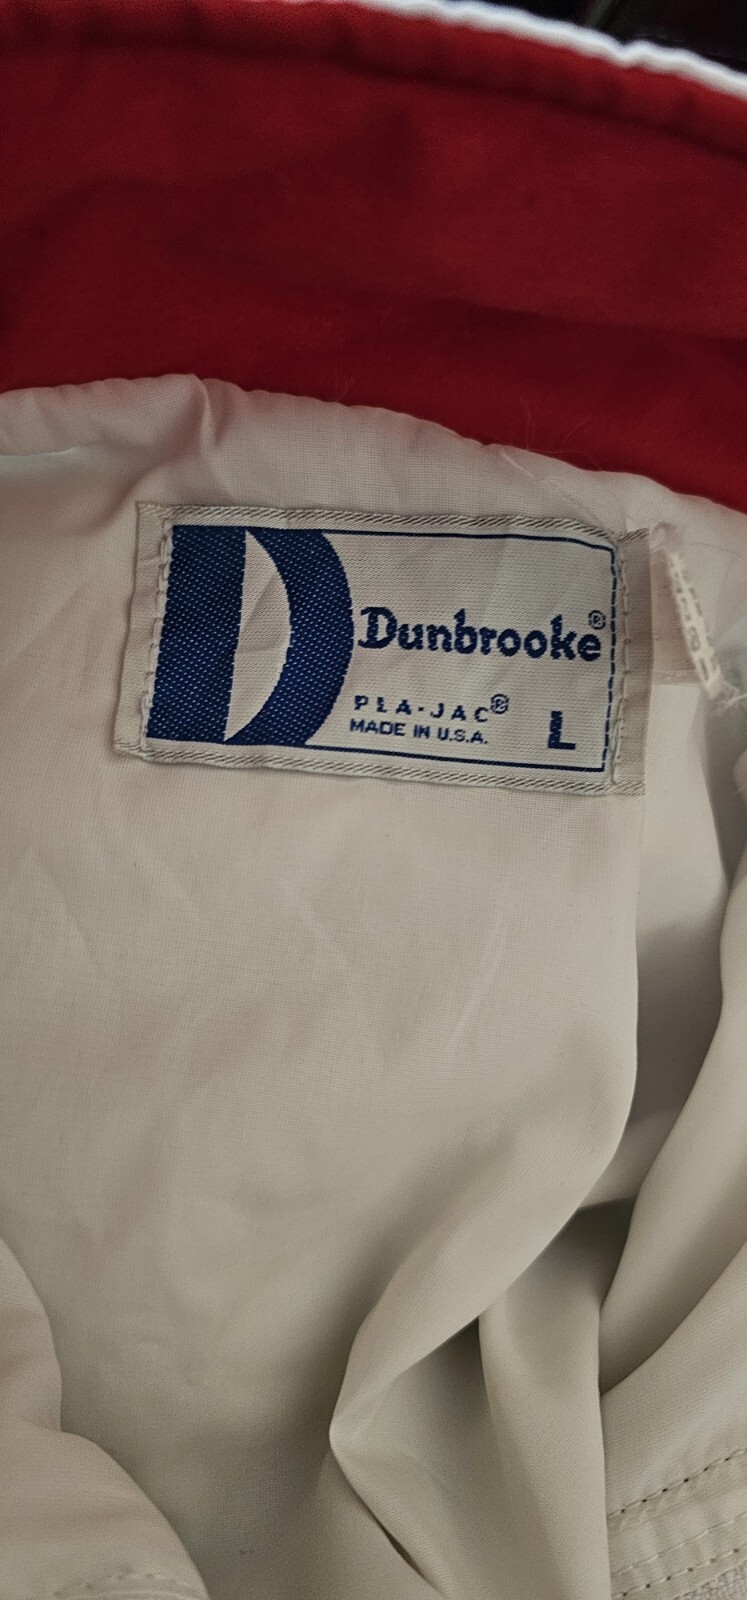 D
Dunbrooke®
PLA-JAC®
MADE IN U.S.A.
L